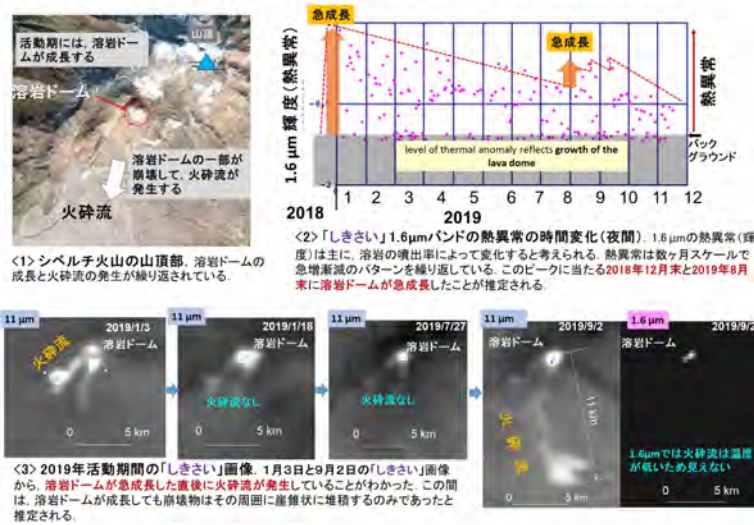 活動期には、溶岩ドームが成長する
山頂
溶岩ドーム
溶岩ドームの一部が
崩壊して、火砕流が
発生する
火砕流
<1> シベルチ火山の山頂部. 溶岩ドームの
成長と火砕流の発生が繰り返されている.
急成長
急成長
1.6 μm 輝度(熱異常)
熱異常
バック
グラウンド
level of thermal anomaly reflects growth of the
lava dome
1 2 3 4 5 6 7 8 9 10 11 12
2018
2019
<2>「しきさい」1.6μmバンドの熱異常の時間変化(夜間). 1.6μmの熱異常(輝
度)は主に, 溶岩の噴出率によって変化すると考えられる. 熱異常は数ヶ月スケールで
急増漸減のパターンを繰り返している. このピークに当たる2018年12月末と2019年8月
末に溶岩ドームが急成長したことが推定される.
11 μm
2019/1/3
溶岩ドーム
火砕流
0 5 km
11 μm
2019/1/18
溶岩ドーム
火砕流なし
0 5 km
11 μm
2019/7/27
溶岩ドーム
火砕流なし
0 5 km
11 μm
2019/9/2
溶岩ドーム
11 km
火砕流
0 5 km
1.6 μm
2019/9/2
溶岩ドーム
1.6μmでは火砕流は温度
が低いため見えない
0 5 km
<3> 2019年活動期間の「しきさい」画像. 1月3日と9月2日の「しきさい」画像
から, 溶岩ドームが急成長した直後に火砕流が発生していることがわかった. この間
は, 溶岩ドームが成長しても崩壊物はその周囲に崖錐状に堆積するのみであったと
推定される.